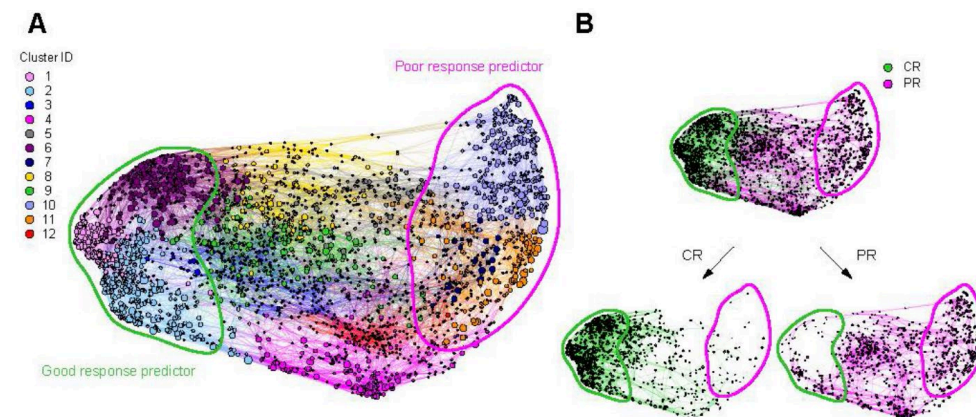 A
Cluster ID
1
2
3
4
5
6
7
8
9
10
11
12
Poor response predictor
Good response predictor
B
CR
PR
CR
PR